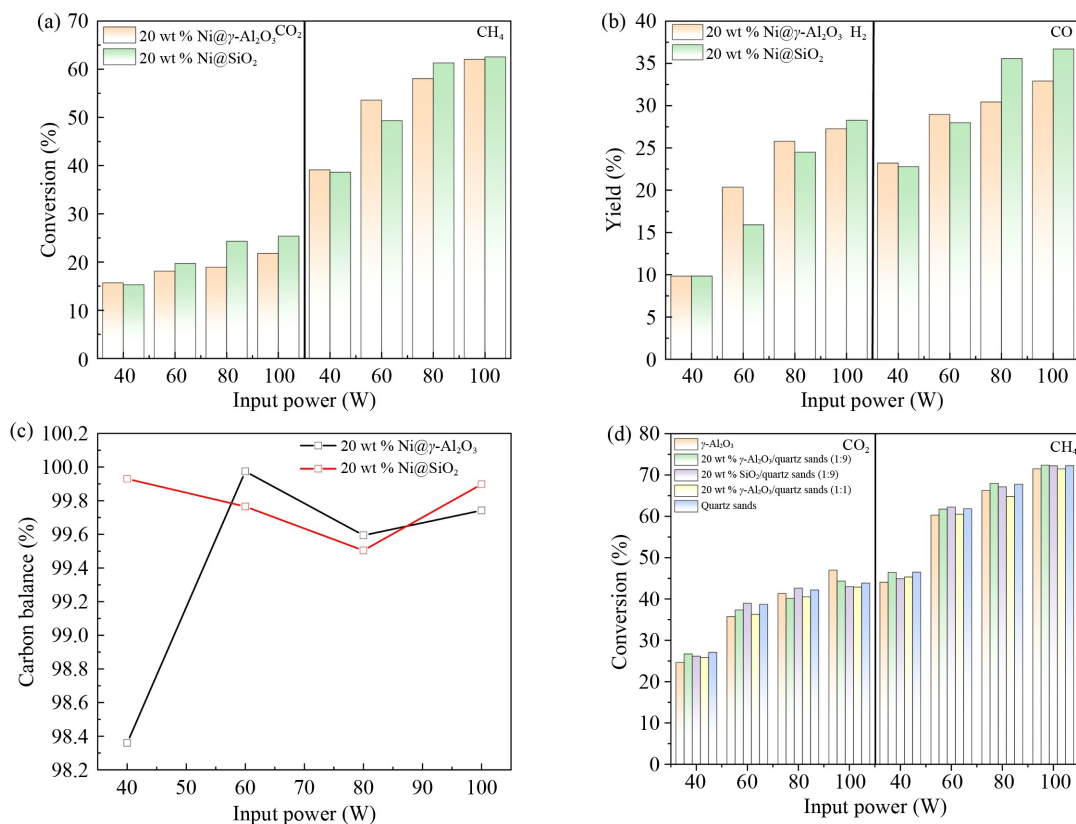 (a)
70
60
50
40
30
20
10
0
Conversion (%)
20 wt % Ni@γ-Al₂O₃
20 wt % Ni@SiO₂
CO₂
CH₄
40 60 80 100 40 60 80 100
Input power (W)
(b)
40
35
30
25
20
15
10
5
0
Yield (%)
20 wt % Ni@γ-Al₂O₃
20 wt % Ni@SiO₂
H₂
CO
40 60 80 100 40 60 80 100
Input power (W)
(c)
100.2
100.0
99.8
99.6
99.4
99.2
99.0
98.8
98.6
98.4
98.2
Carbon balance (%)
20 wt % Ni@γ-Al₂O₃
20 wt % Ni@SiO₂
40 50 60 70 80 90 100
Input power (W)
(d)
80
70
60
50
40
30
20
10
0
Conversion (%)
γ-Al₂O₃
20 wt % γ-Al₂O₃/quartz sands (1:9)
20 wt % SiO₂/quartz sands (1:9)
20 wt % γ-Al₂O₃/quartz sands (1:1)
Quartz sands
CO₂
CH₄
40 60 80 100 40 60 80 100
Input power (W)